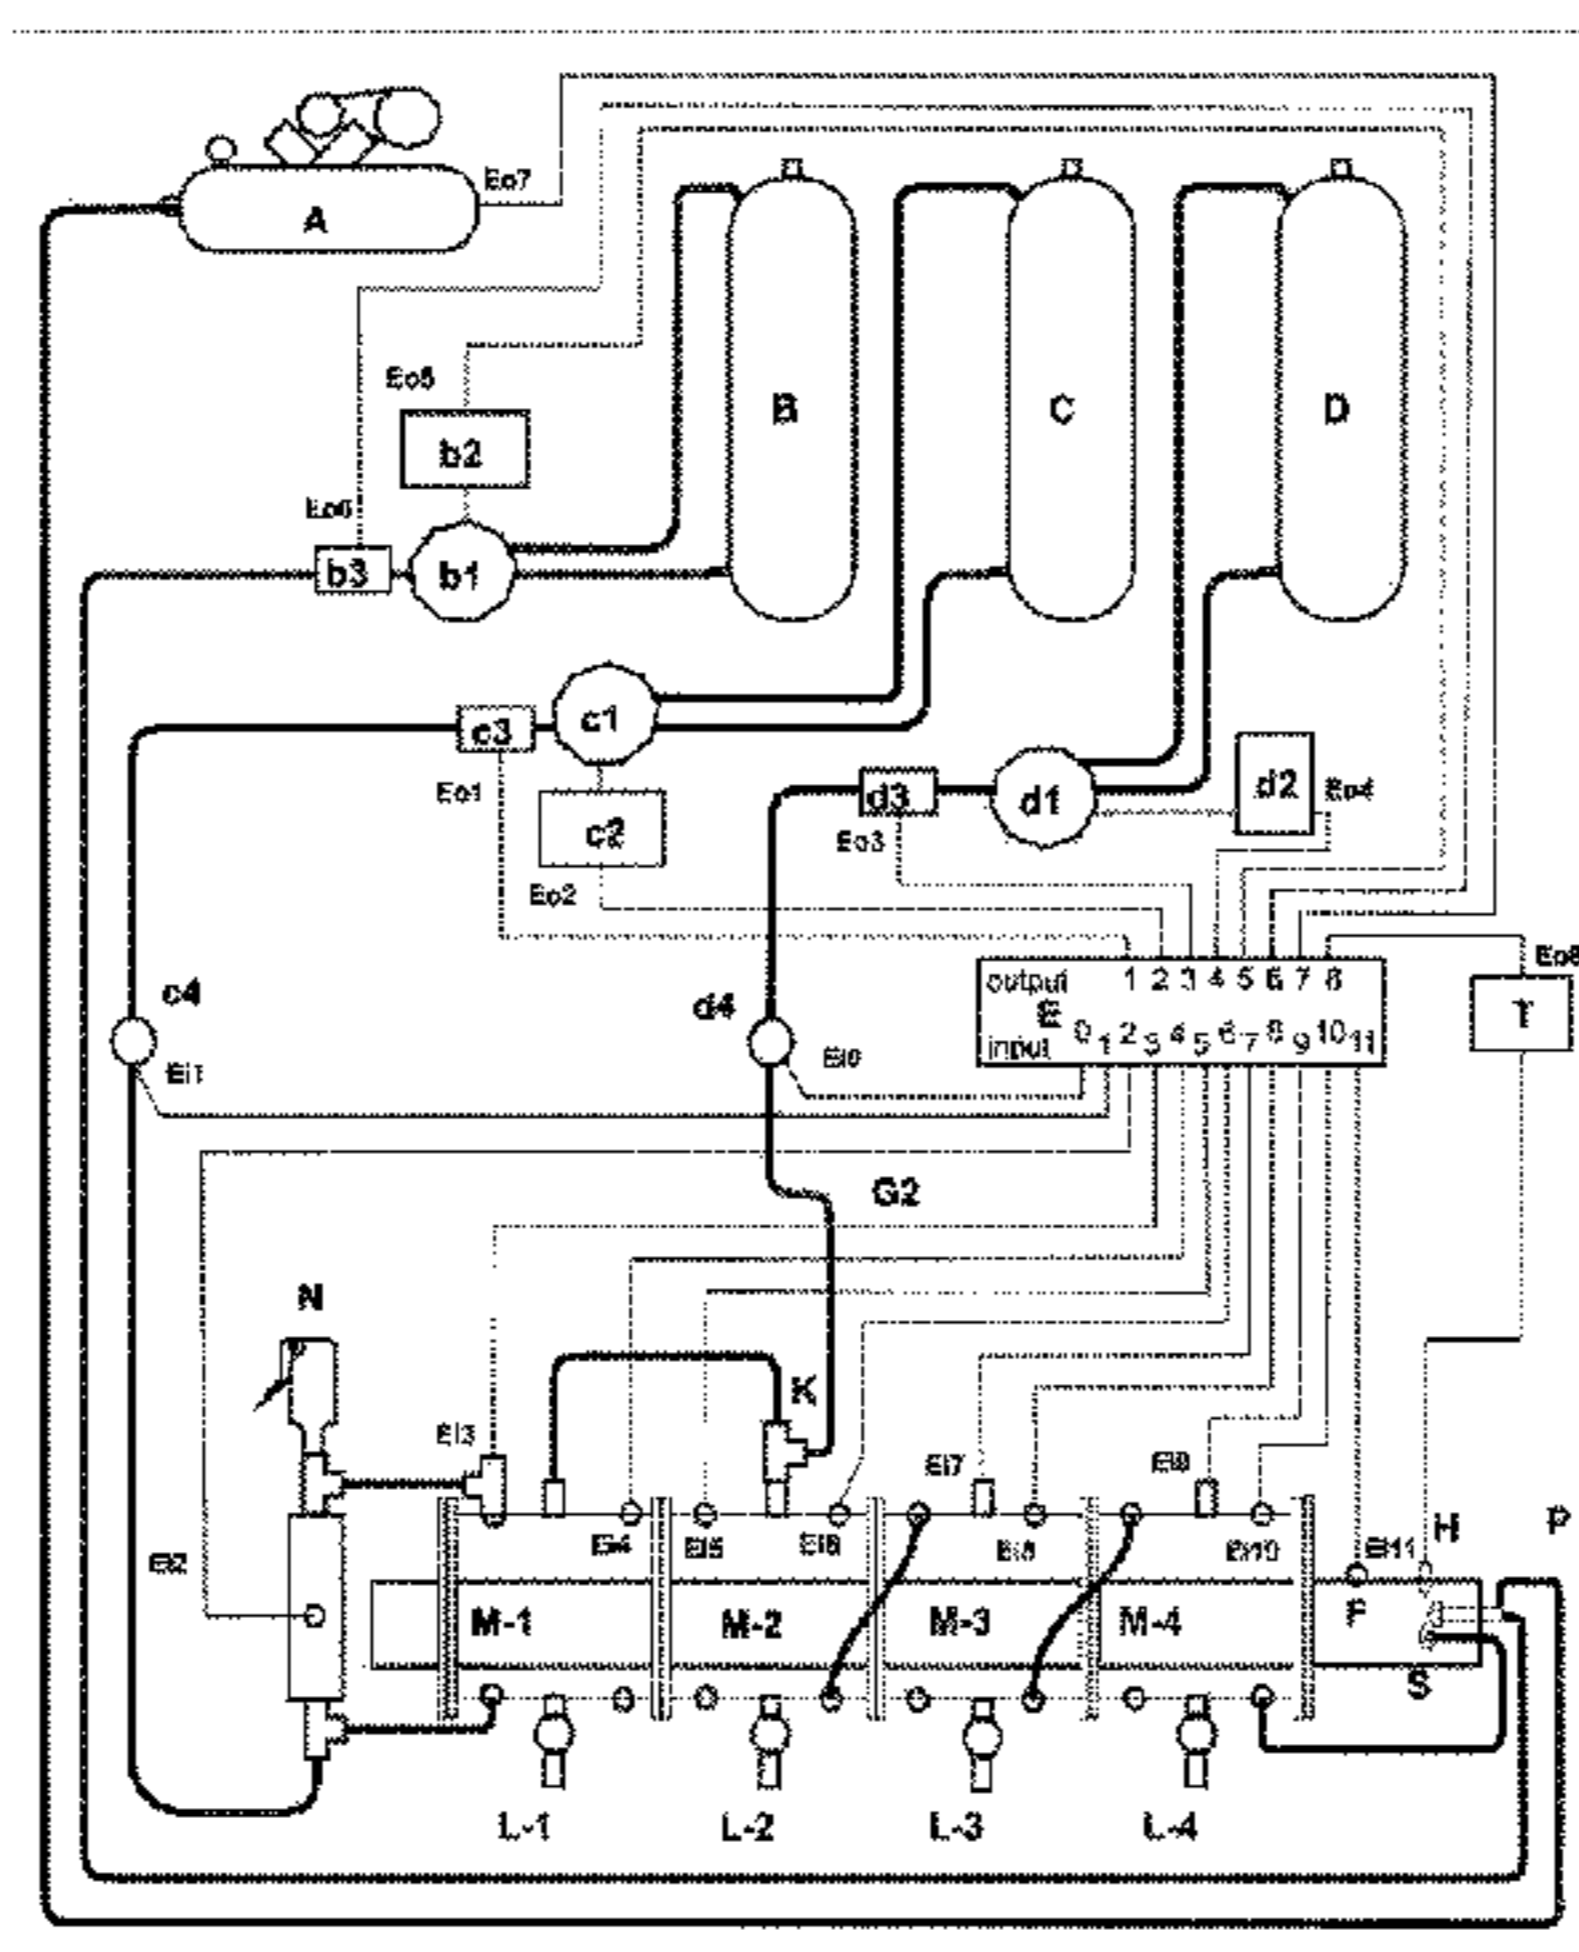 Eo7
A
Eo5
B
C
D
b2
Eo6
b3
b1
c1
c3
d2
Eo1
d3
d1
Eo4
c2
Eo3
Eo2
Eo8
output 1 2 3 4 5 6 7 8
c4
d4
E
T
input 0 1 2 3 4 5 6 7 8 9 10 11
Ei0
Ei1
G2
N
K
Ei3
Ei7
Ei9
H
P
Ei4
Ei5
Ei6
Ei8
Ei10
Ei11
Ei2
F
M-1
M-2
M-3
M-4
S
L-1
L-2
L-3
L-4